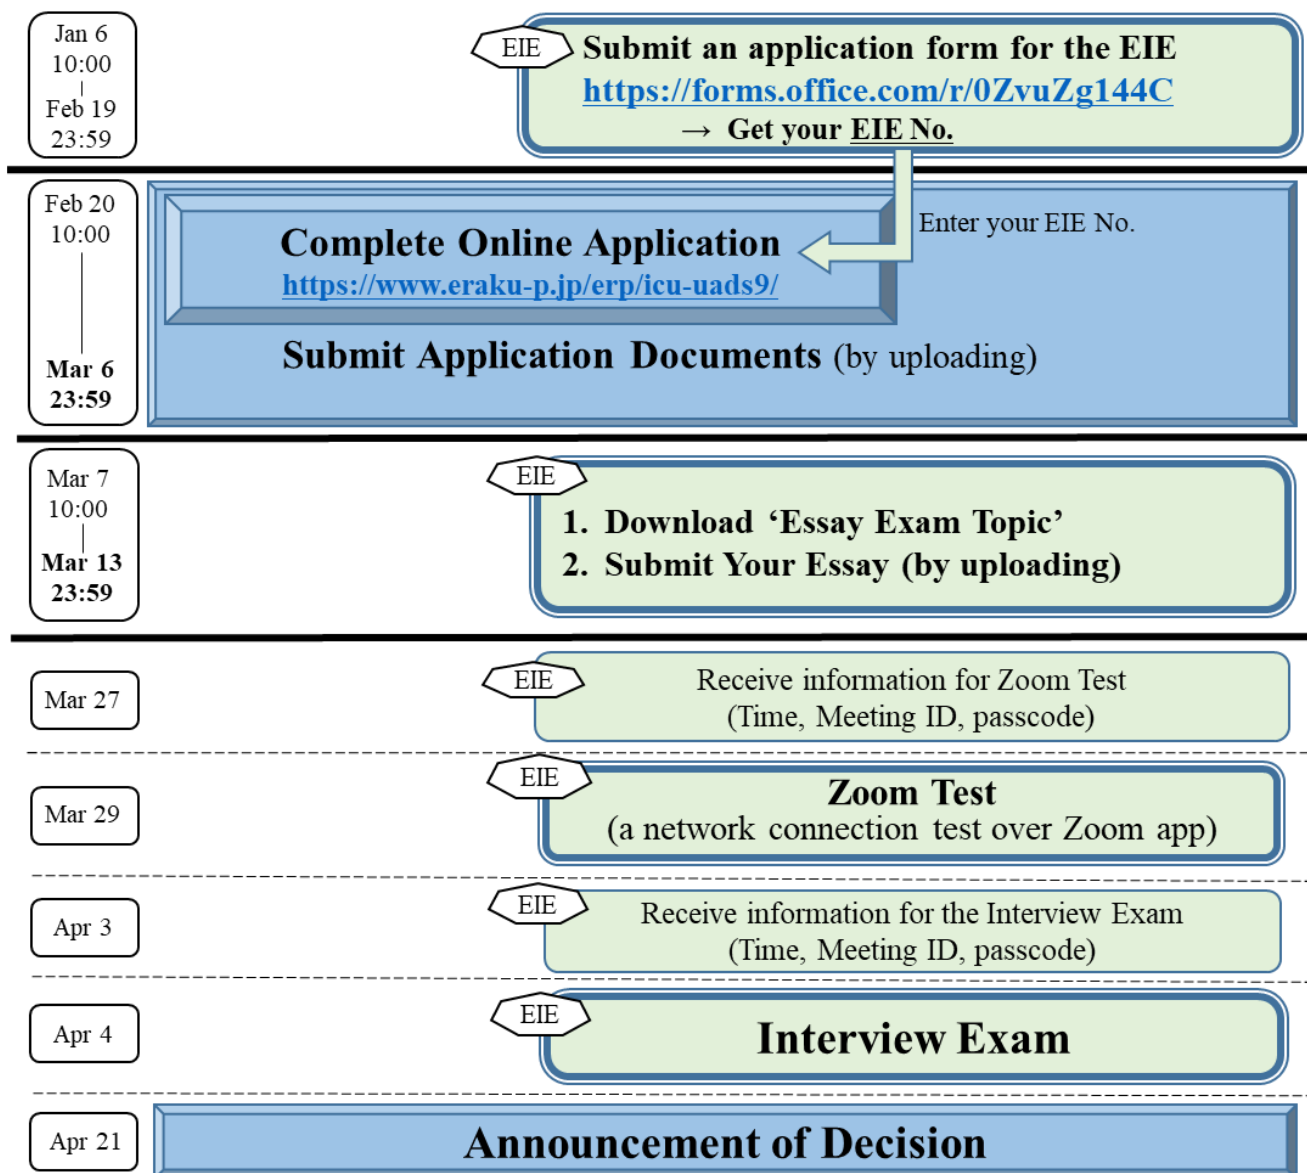 Jan 6
10:00
Feb 19
23:59
EIE
Submit an application form for the EIE
https://forms.office.com/r/0ZvuZg144C
→ Get your EIE No.
Feb 20
10:00
Mar 6
23:59
Complete Online Application
https://www.eraku-p.jp/erp/icu-uads9/
Enter your EIE No.
Submit Application Documents (by uploading)
Mar 7
10:00
Mar 13
23:59
EIE
1. Download ‘Essay Exam Topic’
2. Submit Your Essay (by uploading)
Mar 27
EIE
Receive information for Zoom Test
(Time, Meeting ID, passcode)
Mar 29
EIE
Zoom Test
(a network connection test over Zoom app)
Apr 3
EIE
Receive information for the Interview Exam
(Time, Meeting ID, passcode)
Apr 4
EIE
Interview Exam
Apr 21
Announcement of Decision